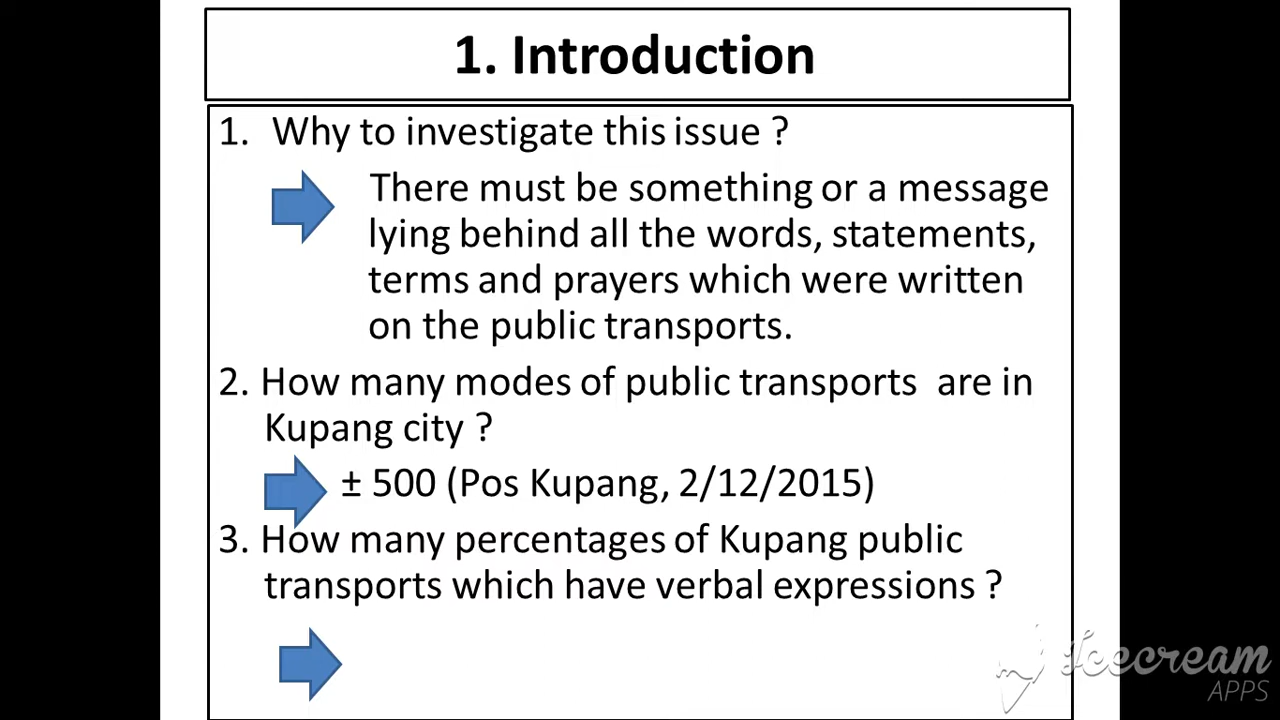 1. Introduction
1. Why to investigate this issue ?
There must be something or a message
lying behind all the words, statements,
terms and prayers which were written
on the public transports.
2. How many modes of public transports are in
Kupang city ?
± 500 (Pos Kupang, 2/12/2015)
3. How many percentages of Kupang public
transports which have verbal expressions ?
Icecream
APPS